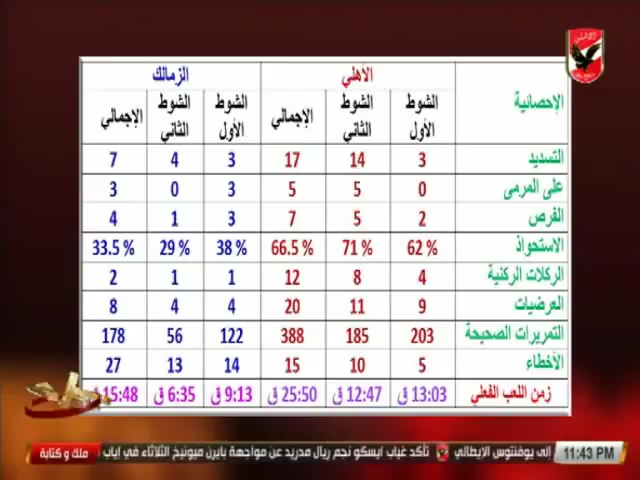 الاهلي الزمالك
الإحصائية الشوط الأول الشوط الثاني الإجمالي الشوط الأول الشوط الثاني الإجمالي
التسديد 3 14 17 3 4 7
على المرمى 0 5 5 3 0 3
الفرص 2 5 7 3 1 4
الاستحواذ 62 % 71 % 66.5 % 38 % 29 % 33.5 %
الركلات الركنية 4 8 12 1 1 2
العرضيات 9 11 20 4 4 8
التمريرات الصحيحة 203 185 388 122 56 178
الأخطاء 5 10 15 14 13 27
زمن اللعب الفعلي 13:03 ق 12:47 ق 25:50 ق 9:13 ق 6:35 ق 15:48 ق
11:43 PM إلى يوفنتوس الإيطالي تأكد غياب ايسكو نجم ريال مدريد عن مواجهة بايرن ميونيخ الثلاثاء في إياب ملك و كتابة